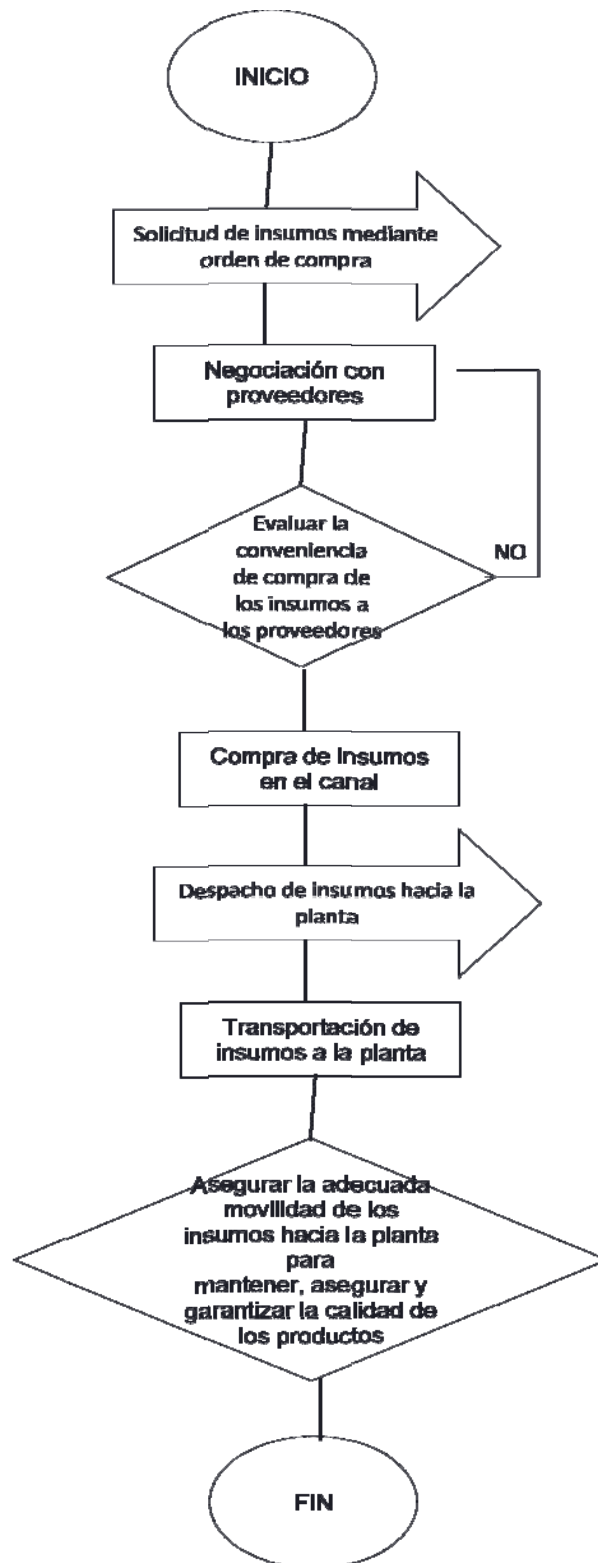 INICIO
Solicitud de insumos mediante
orden de compra
Negociación con
proveedores
Evaluar la
conveniencia
de compra de
los insumos a
los proveedores
NO
Compra de Insumos
en el canal
Despacho de insumos hacia la
planta
Transportación de
insumos a la planta
Asegurar la adecuada
movilidad de los
insumos hacia la planta
para
mantener, asegurar y
garantizar la calidad de
los productos
FIN